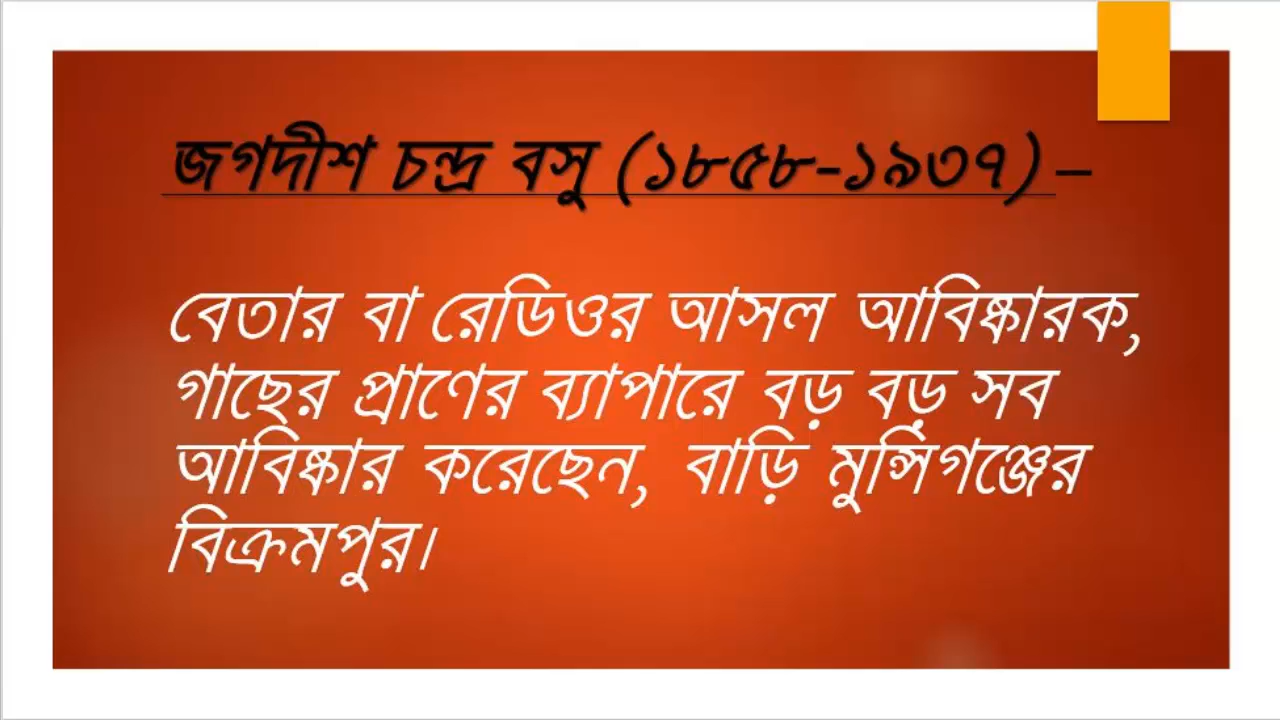 জগদীশ চন্দ্র বসু (১৮৫৮-১৯৩৭) –
বেতার বা রেডিওর আসল আবিষ্কারক,
গাছের প্রাণের ব্যাপারে বড় বড় সব
আবিষ্কার করেছেন, বাড়ি মুন্সিগঞ্জের
বিক্রমপুর।